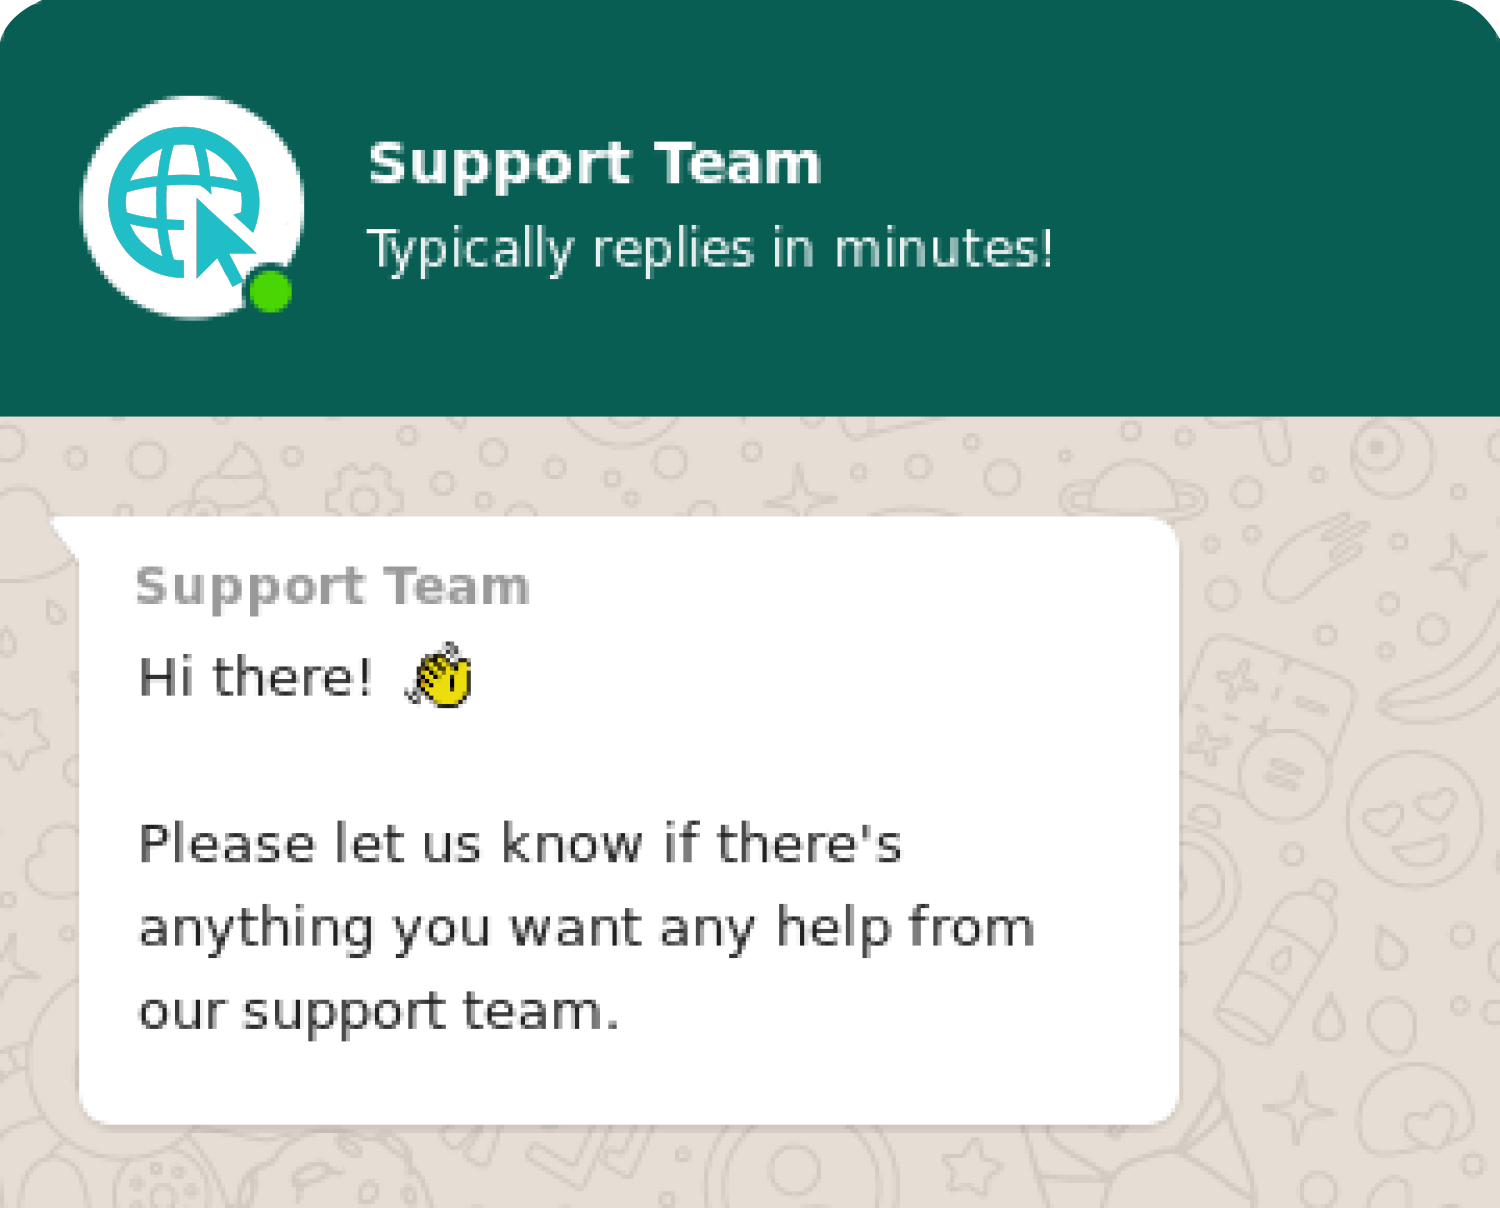 Support Team
Typically replies in minutes!
Support Team
Hi there! 👋
Please let us know if there's
anything you want any help from
our support team.